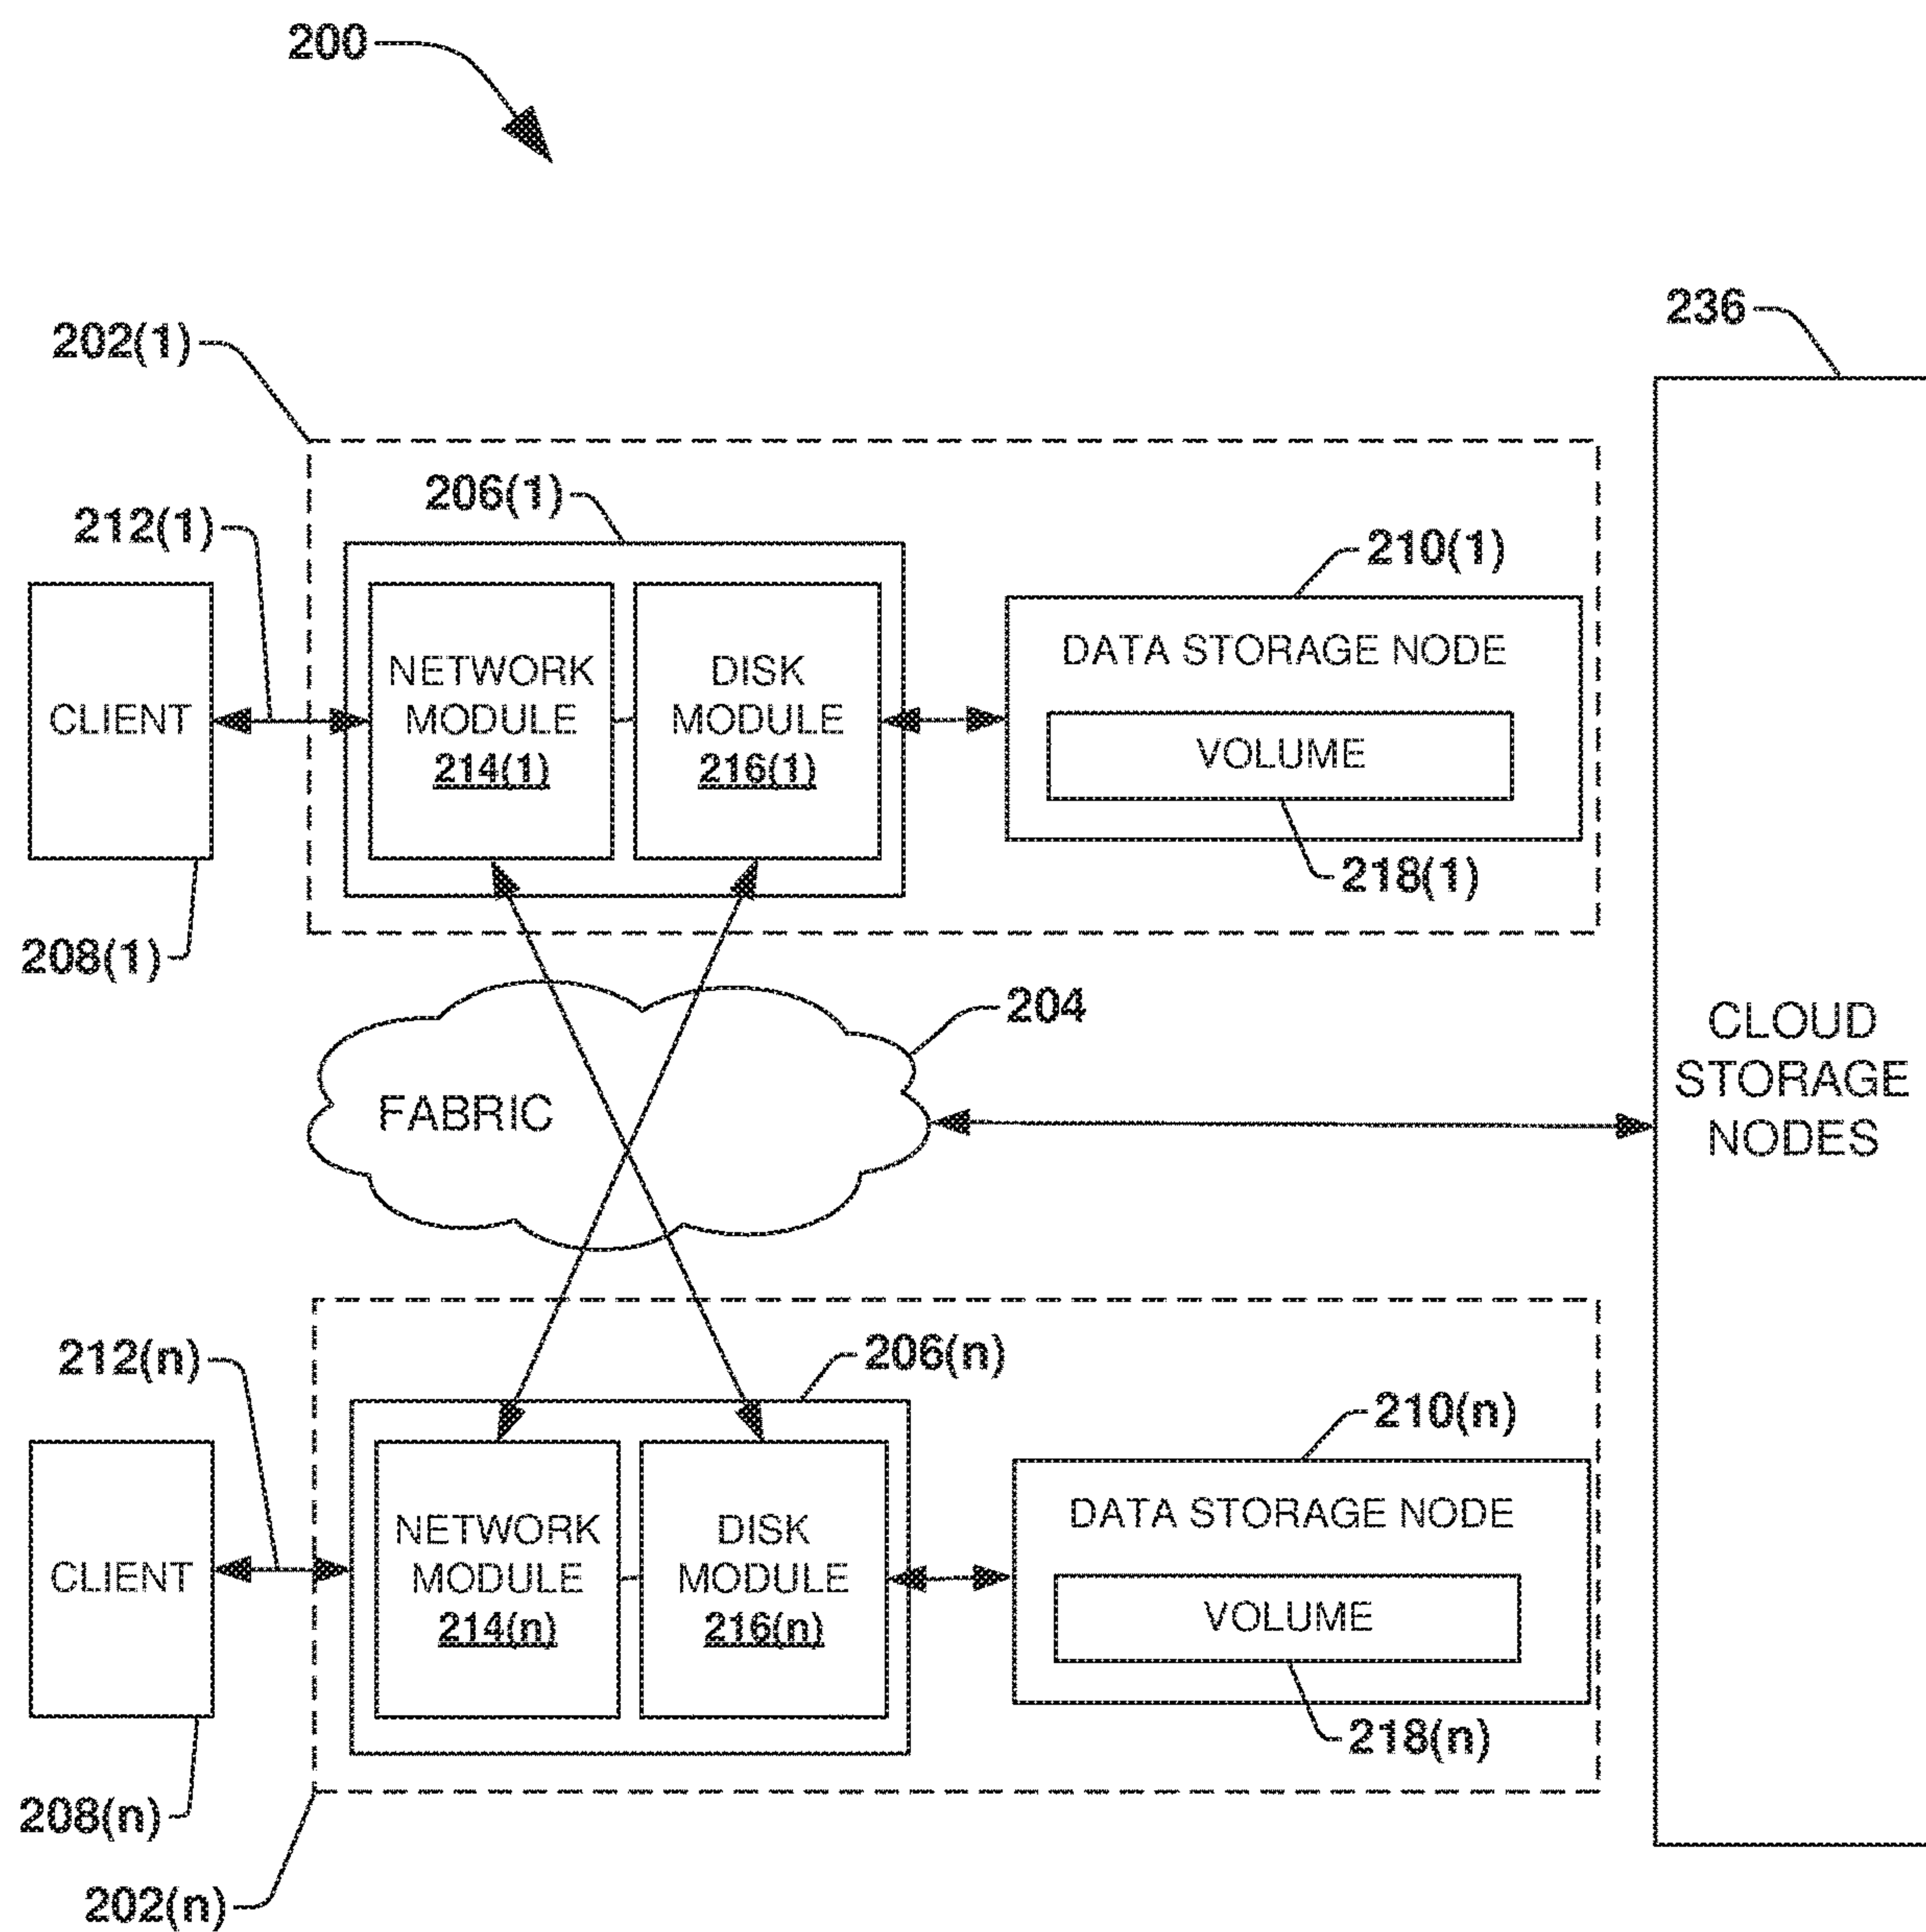 200
236
202(1)
206(1)
212(1)
210(1)
DATA STORAGE NODE
NETWORK
MODULE
214(1)
DISK
MODULE
216(1)
CLIENT
VOLUME
218(1)
208(1)
204
CLOUD
STORAGE
NODES
FABRIC
212(n)
206(n)
210(n)
DATA STORAGE NODE
NETWORK
MODULE
214(n)
DISK
MODULE
216(n)
CLIENT
VOLUME
218(n)
208(n)
202(n)